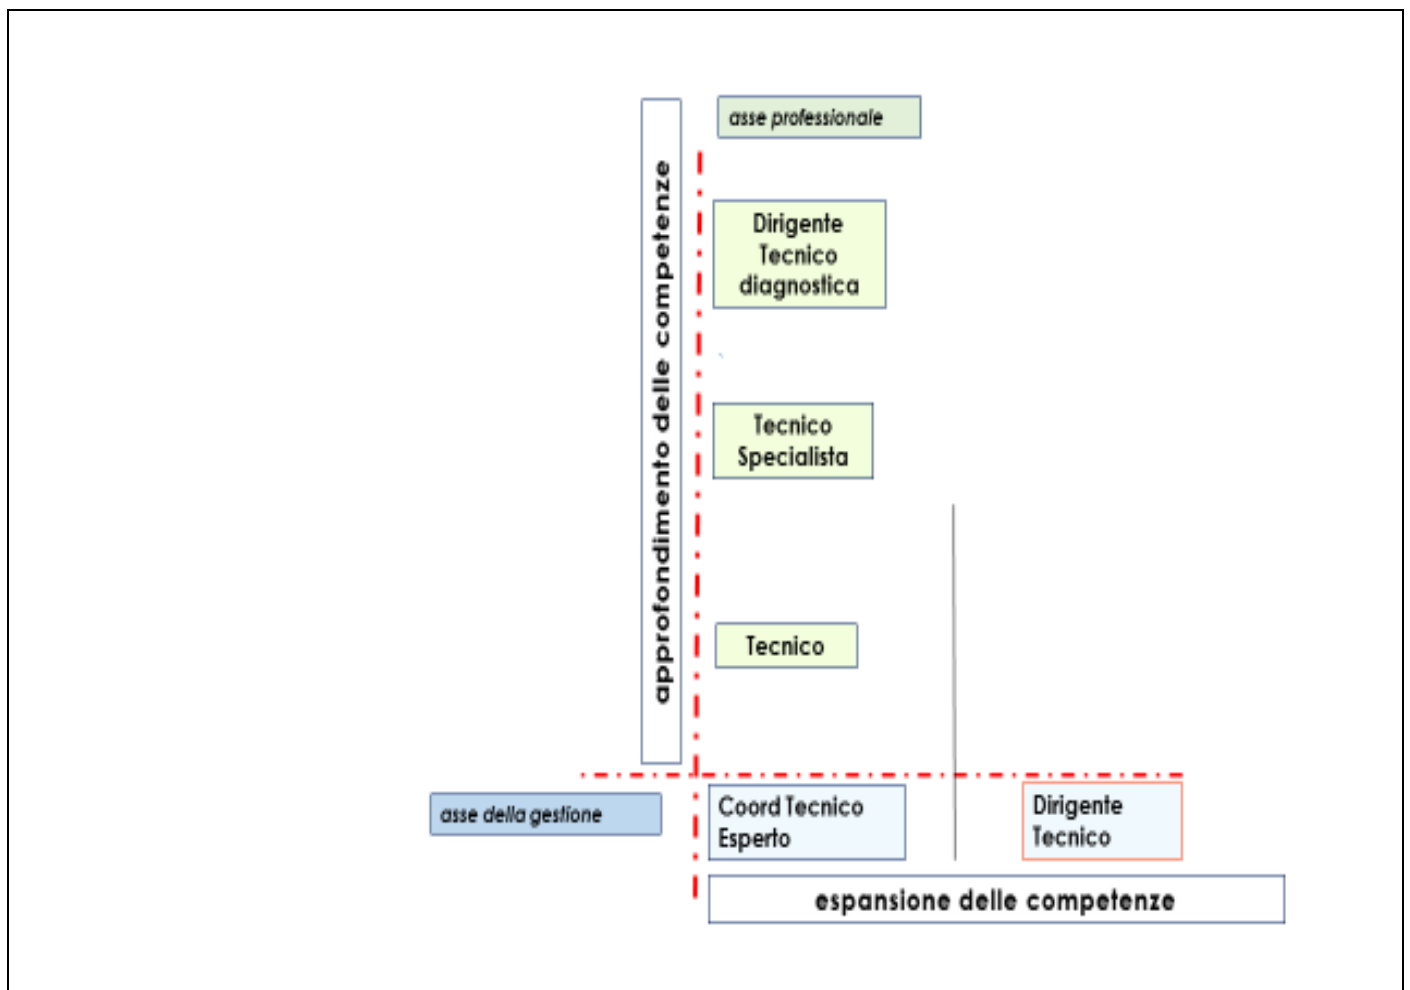 asse professionale
approfondimento delle competenze
Dirigente
Tecnico
diagnostica
Tecnico
Specialista
Tecnico
asse della gestione
Coord Tecnico
Esperto
Dirigente
Tecnico
espansione delle competenze